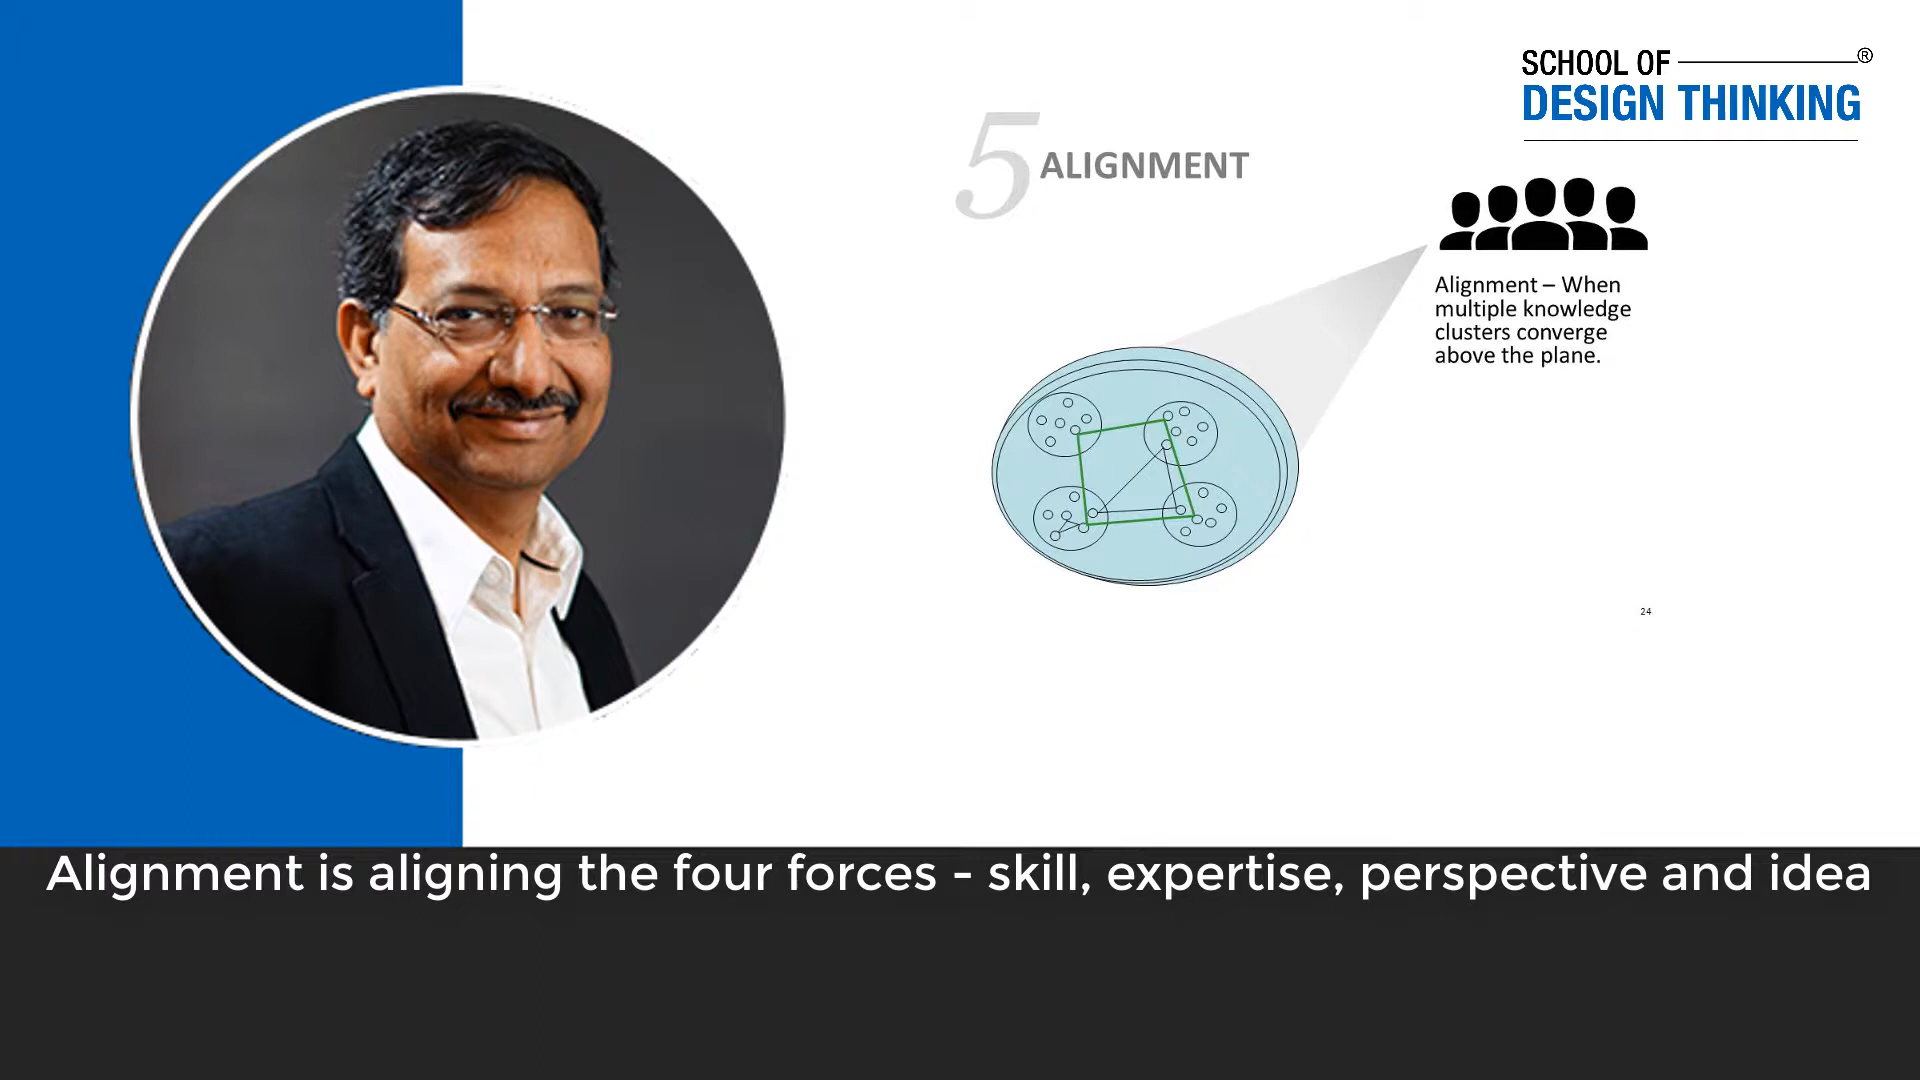 SCHOOL OF ®
DESIGN THINKING
5 ALIGNMENT
Alignment – When
multiple knowledge
clusters converge
above the plane.
24
Alignment is aligning the four forces - skill, expertise, perspective and idea